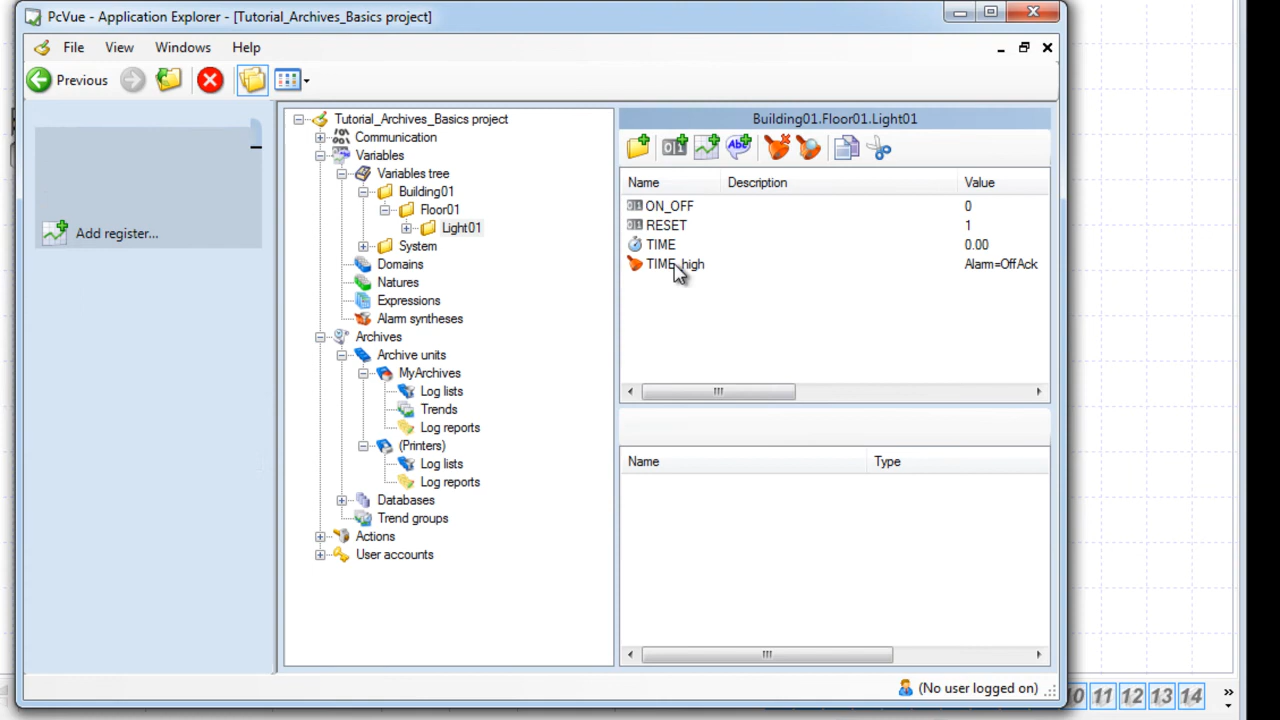 PcVue - Application Explorer - [Tutorial_Archives_Basics project]
File View Windows Help
Previous
Add register...
Tutorial_Archives_Basics project
Communication
Variables
Variables tree
Building01
Floor01
Light01
System
Domains
Natures
Expressions
Alarm syntheses
Archives
Archive units
MyArchives
Log lists
Trends
Log reports
(Printers)
Log lists
Log reports
Databases
Trend groups
Actions
User accounts
Building01.Floor01.Light01
Name Description Value
ON_OFF 0
RESET 1
TIME 0.00
TIME_high Alarm=OffAck
Name Type
(No user logged on)
10 11 12 13 14